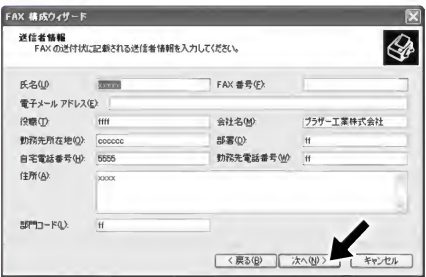 FAX 構成ウィザード
送信者情報
FAX の送付状に記載される送信者情報を入力してください。
氏名(U) FAX 番号(F):
電子メール アドレス(E):
役職(T): ffff 会社名(M): ブラザー工業株式会社
勤務先所在地(O): cccccc 部署(D): ff
自宅電話番号(H): 5555 勤務先電話番号(W): ff
住所(A): xxxx
部門コード(L): ff
< 戻る(B) 次へ(N) > キャンセル